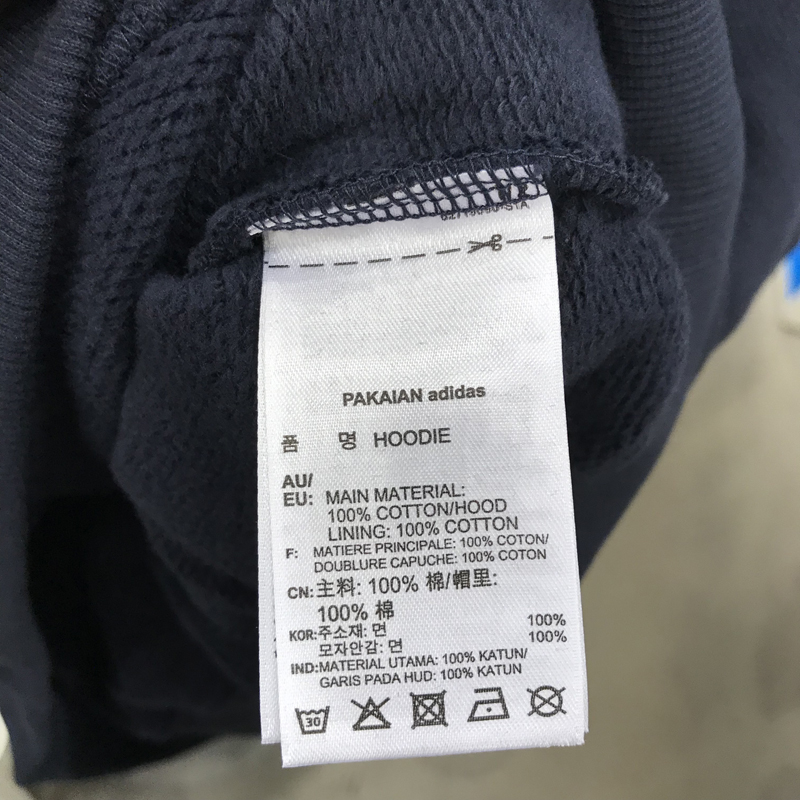 PAKAIAN adidas
품 명 HOODIE
AU/
EU: MAIN MATERIAL:
100% COTTON/HOOD
LINING: 100% COTTON
F: MATIERE PRINCIPALE: 100% COTON/
DOUBLURE CAPUCHE: 100% COTON
CN: 主料: 100% 棉/帽里:
100% 棉
KOR: 주소재: 면 100%
모자안감: 면 100%
IND: MATERIAL UTAMA: 100% KATUN/
GARIS PADA HUD: 100% KATUN
30